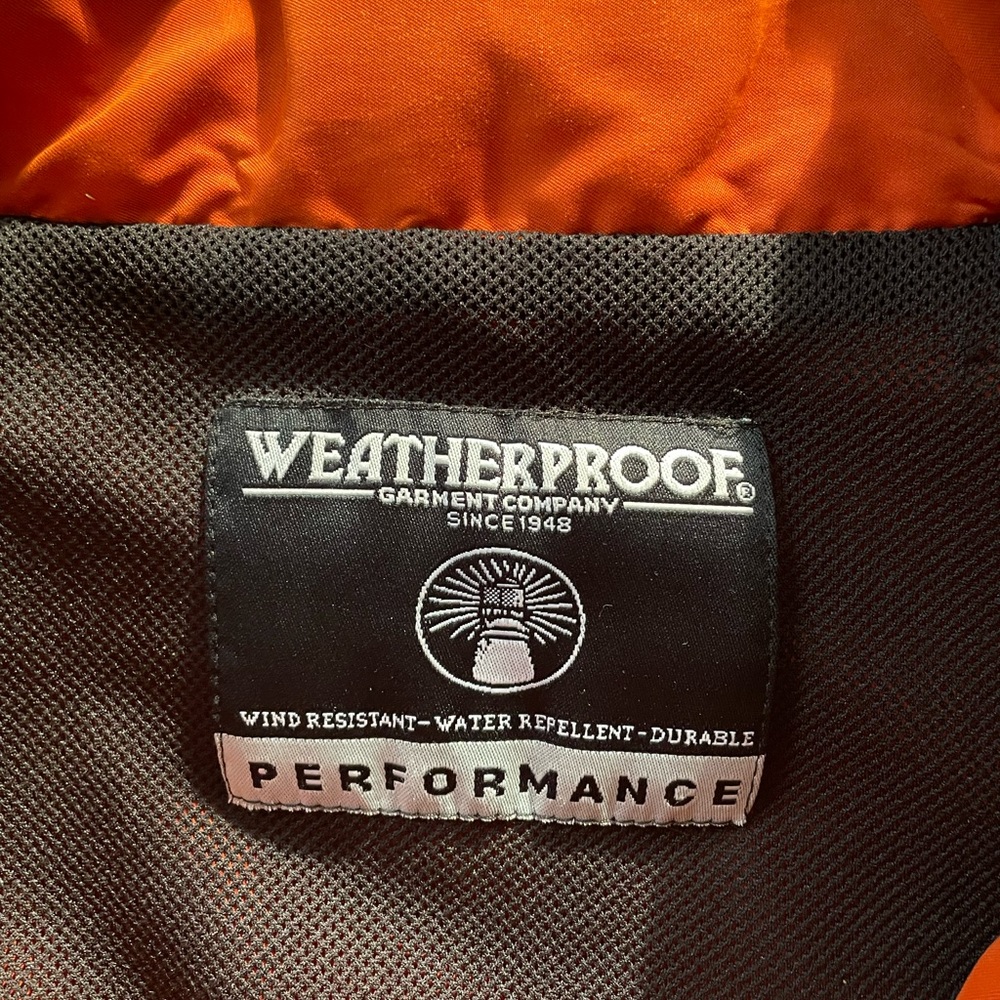 WEATHERPROOF®
GARMENT COMPANY
SINCE 1948
WIND RESISTANT-WATER REPELLENT-DURABLE
PERFORMANCE